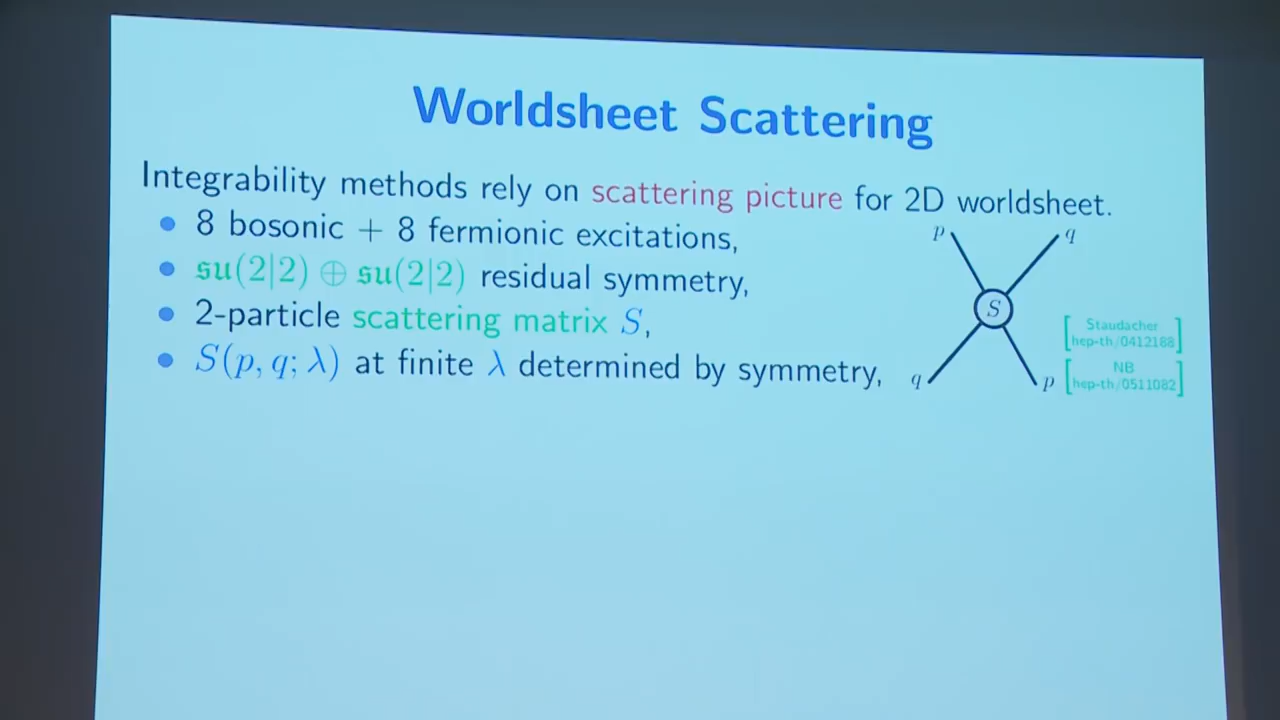 Worldsheet Scattering
Integrability methods rely on scattering picture for 2D worldsheet.
• 8 bosonic + 8 fermionic excitations,
• 𝔰𝔲(2|2) ⊕ 𝔰𝔲(2|2) residual symmetry,
• 2-particle scattering matrix S,
• S(p, q; λ) at finite λ determined by symmetry,
p
q
S
q
p
[Staudacher
hep-th/0412188]
[NB
hep-th/0511082]